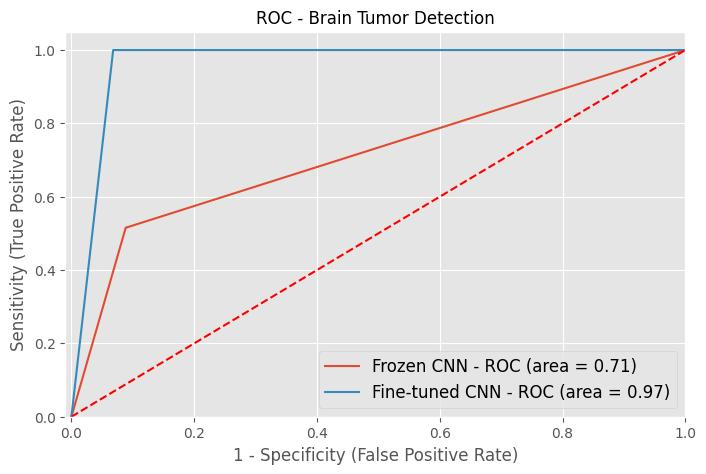 ROC - Brain Tumor Detection
Sensitivity (True Positive Rate)
1.0
0.8
0.6
0.4
0.2
0.0
Frozen CNN - ROC (area = 0.71)
Fine-tuned CNN - ROC (area = 0.97)
0.0 0.2 0.4 0.6 0.8 1.0
1 - Specificity (False Positive Rate)